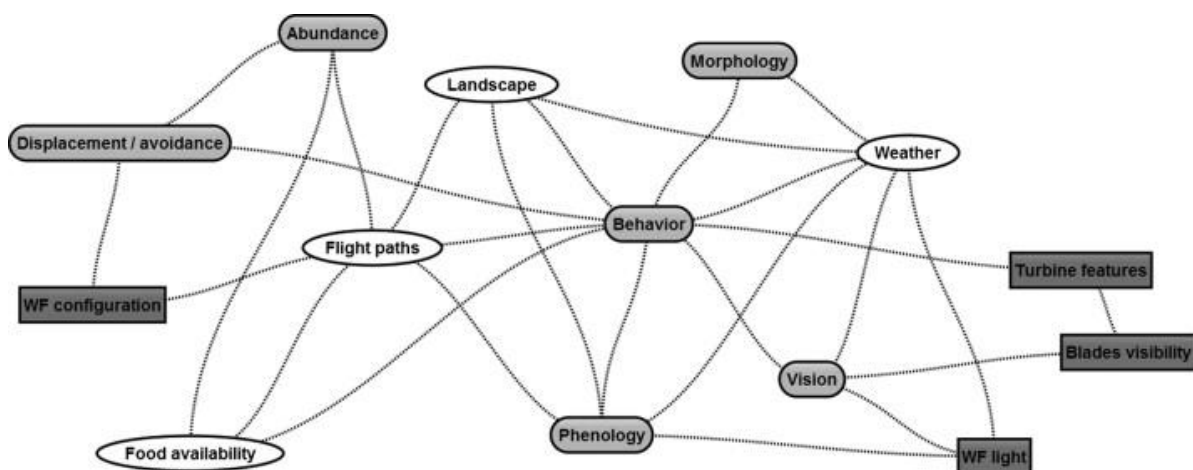 Abundance
Landscape
Morphology
Displacement / avoidance
Weather
Behavior
Flight paths
Turbine features
WF configuration
Blades visibility
Vision
Phenology
Food availability
WF light